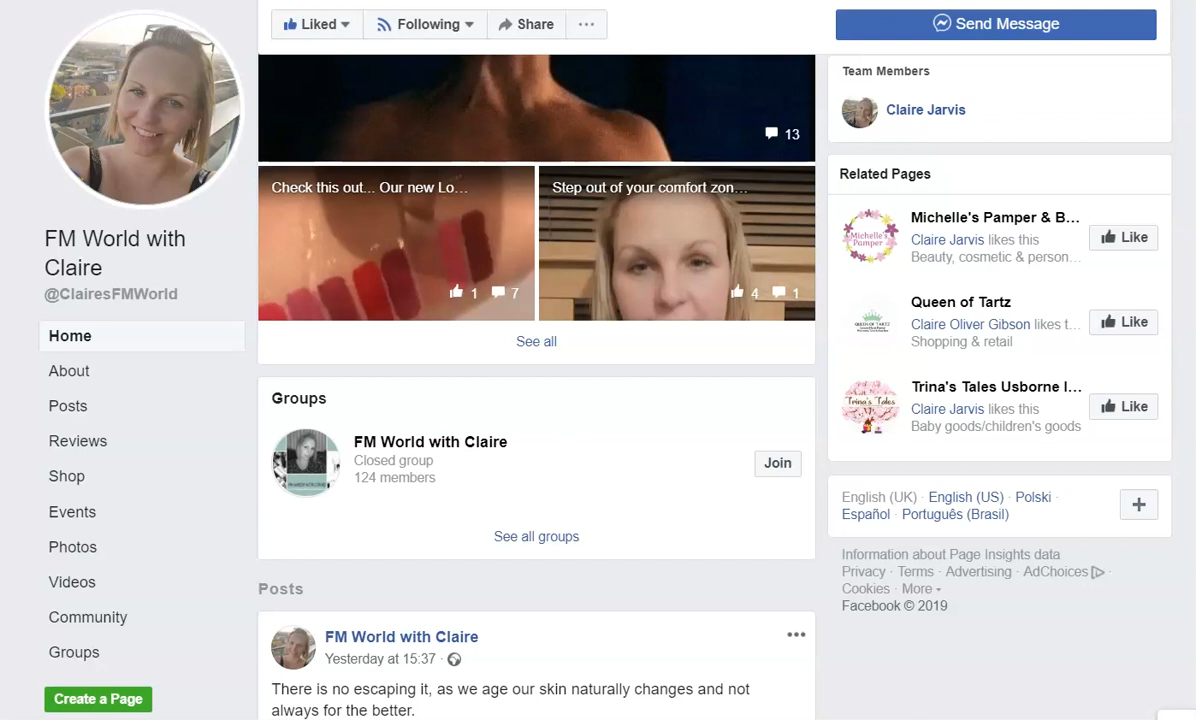 Liked
Following
Share
Send Message
FM World with
Claire
@ClairesFMWorld
Home
About
Posts
Reviews
Shop
Events
Photos
Videos
Community
Groups
Create a Page
13
Check this out... Our new Lo...
1 7
Step out of your comfort zon...
4 1
See all
Groups
FM World with Claire
Closed group
124 members
Join
See all groups
Posts
FM World with Claire
Yesterday at 15:37 ·
There is no escaping it, as we age our skin naturally changes and not
always for the better.
Team Members
Claire Jarvis
Related Pages
Michelle's Pamper & B...
Claire Jarvis likes this
Beauty, cosmetic & person...
Like
Michelle's
Pamper
Queen of Tartz
Claire Oliver Gibson likes t...
Shopping & retail
Like
QUEEN OF TARTZ
Trina's Tales Usborne I...
Claire Jarvis likes this
Baby goods/children's goods
Like
Trina's Tales
English (UK) · English (US) · Polski ·
Español · Português (Brasil)
Information about Page Insights data
Privacy · Terms · Advertising · AdChoices ·
Cookies · More
Facebook © 2019